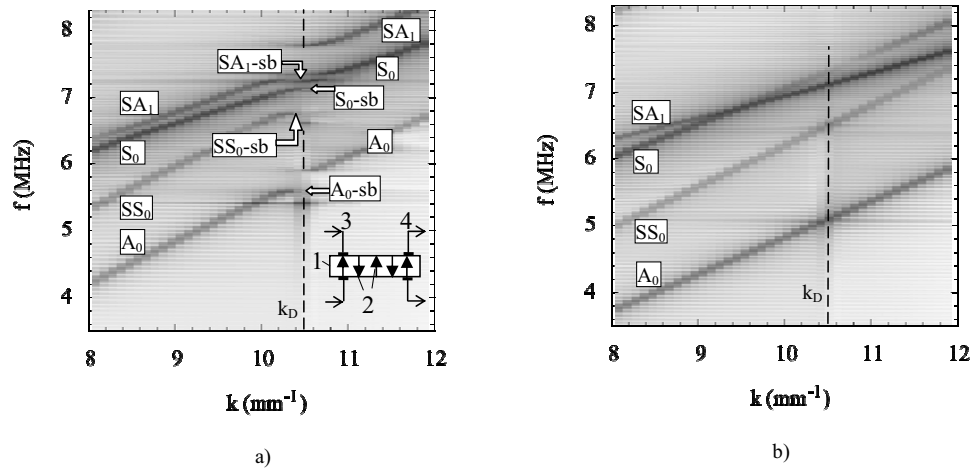 8
7
6
5
4
f (MHz)
SA1
SA1-sb
S0
SA1
S0-sb
S0
SS0-sb
A0
SS0
A0-sb
A0
3
4
1
2
kD
8
9
10
11
12
k (mm-1)
a)
8
7
6
5
4
f (MHz)
SA1
S0
SS0
A0
kD
8
9
10
11
12
k (mm-1)
b)